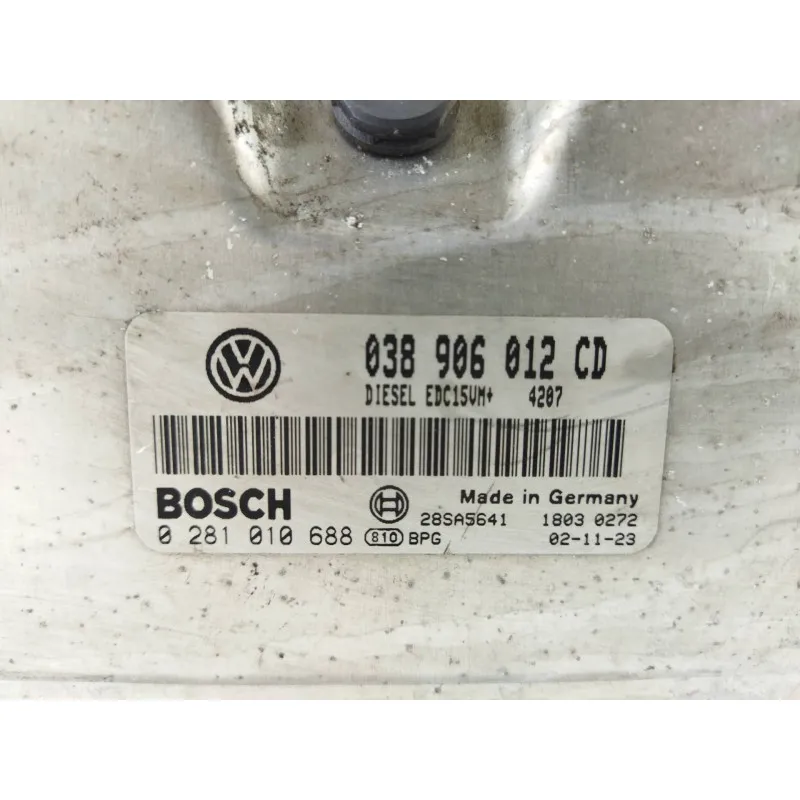 038 906 012 CD
DIESEL EDC15VM+ 4207
BOSCH Made in Germany
28SA5641 1803 0272
0 281 010 688 810 BPG 02-11-23